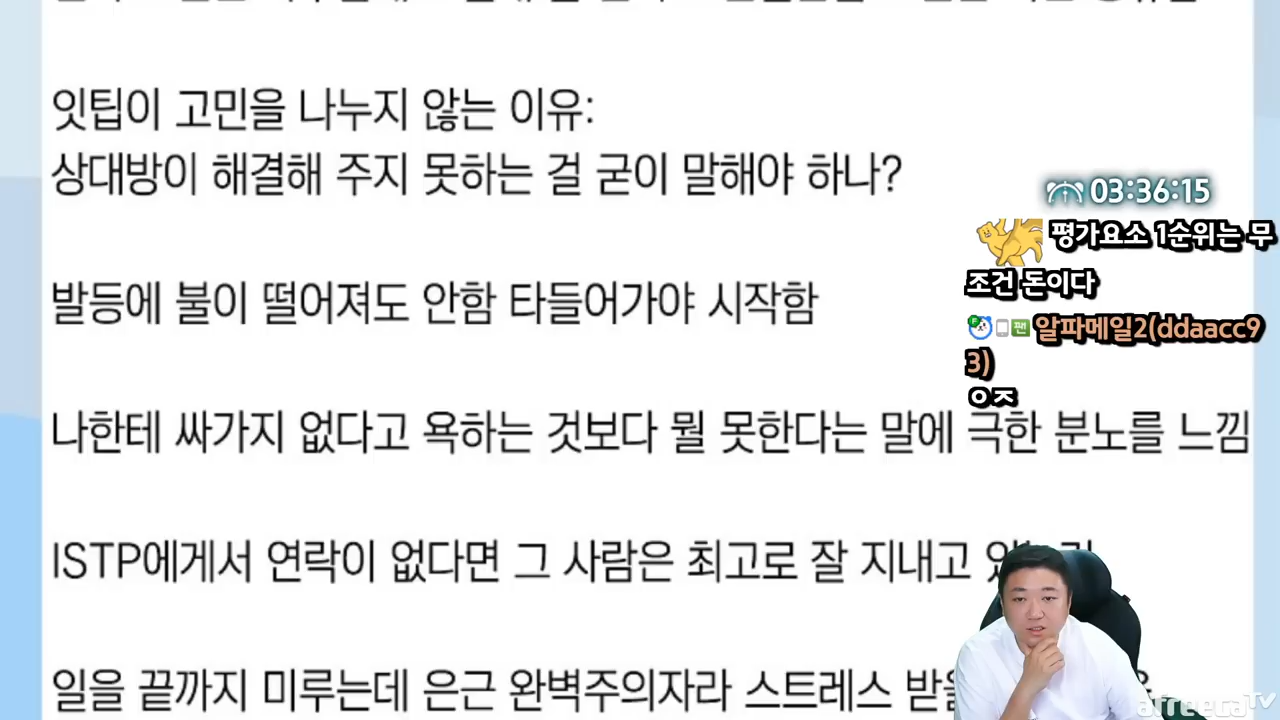 잇팁이 고민을 나누지 않는 이유:
상대방이 해결해 주지 못하는 걸 굳이 말해야 하나?
03:36:15
평가요소 1순위는 무
조건 돈이다
발등에 불이 떨어져도 안함 타들어가야 시작함
F 팬 알파메일2(ddaacc9
3)
ㅇㅈ
나한테 싸가지 없다고 욕하는 것보다 뭘 못한다는 말에 극한 분노를 느낌
ISTP에게서 연락이 없다면 그 사람은 최고로 잘 지내고
일을 끝까지 미루는데 은근 완벽주의자라 스트레스
afreecaTV